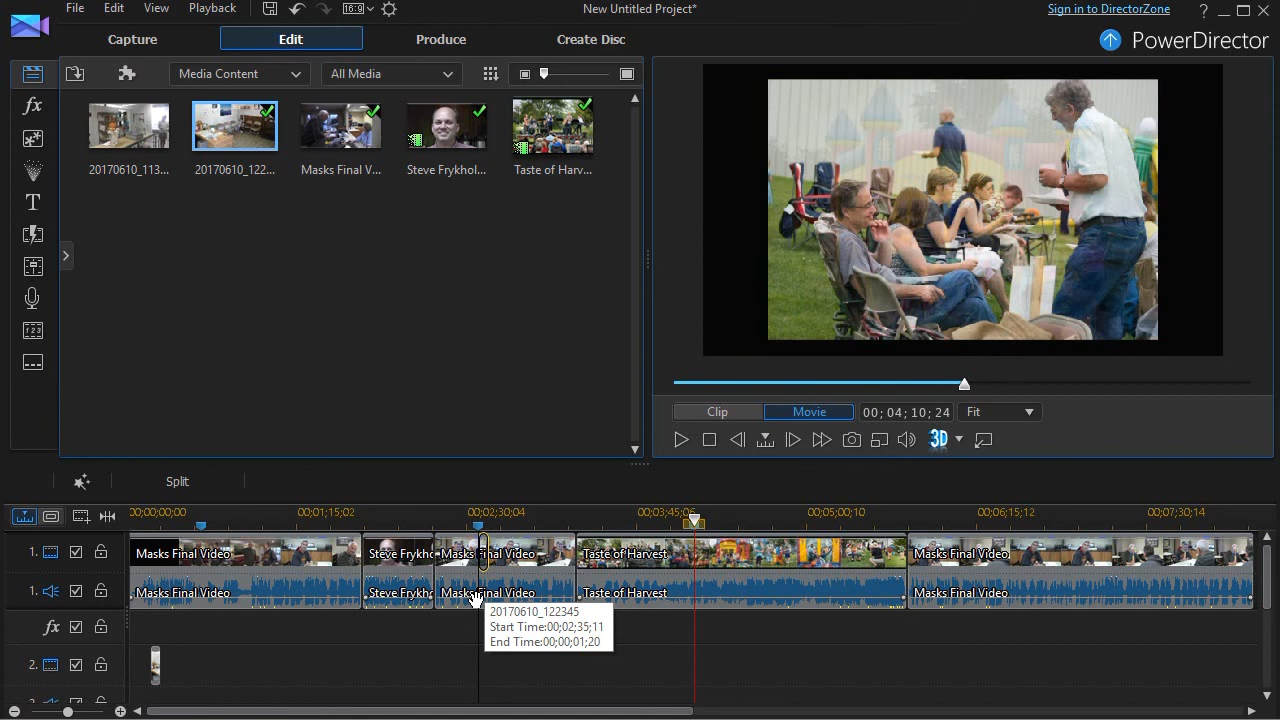 File Edit View Playback 16:9 New Untitled Project* Sign in to DirectorZone ?
Capture Edit Produce Create Disc PowerDirector
Media Content All Media
fx
20170610_113... 20170610_122... Masks Final V... Steve Frykhol... Taste of Harv...
T
Clip Movie 00; 04; 10; 24 Fit
3D
Split
00;00;00;00 00;01;15;02 00;02;30;04 00;03;45;06 00;05;00;10 00;06;15;12 00;07;30;14
1. Masks Final Video Steve Frykho Masks Final Video Taste of Harvest Masks Final Video
1. Masks Final Video Steve Frykho Masks Final Video Taste of Harvest Masks Final Video
20170610_122345
fx Start Time:00;02;35;11
End Time:00;00;01;20
2.